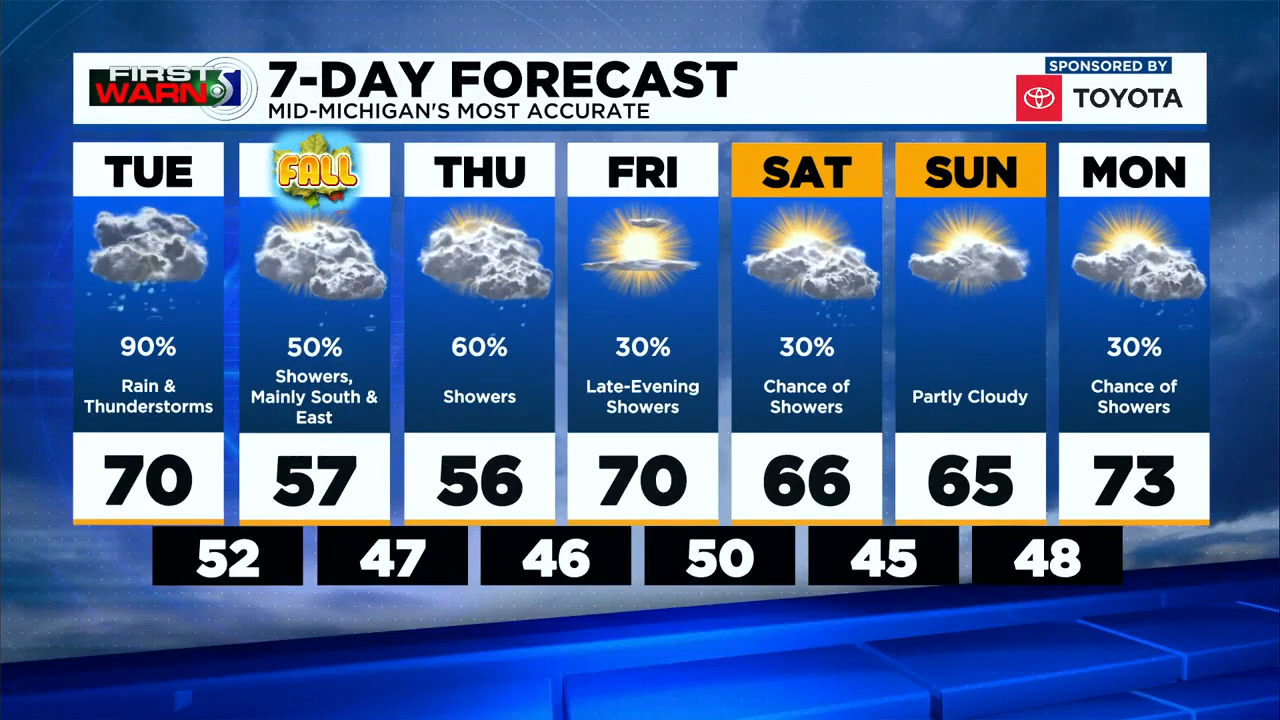 FIRST
WARN 5
7-DAY FORECAST
MID-MICHIGAN'S MOST ACCURATE
SPONSORED BY
TOYOTA
TUE
FALL
THU
FRI
SAT
SUN
MON
90%
50%
60%
30%
30%
30%
Rain &
Thunderstorms
Showers,
Mainly South &
East
Showers
Late-Evening
Showers
Chance of
Showers
Partly Cloudy
Chance of
Showers
70
57
56
70
66
65
73
52
47
46
50
45
48